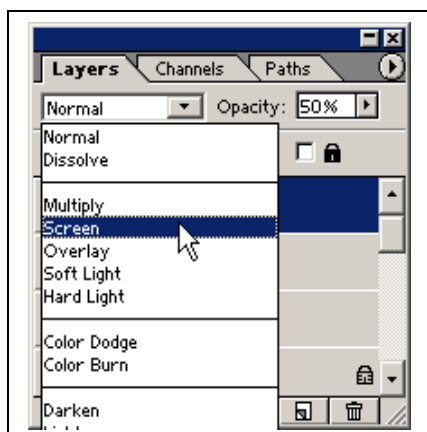 Layers Channels Paths
Normal Opacity: 50%
Normal
Dissolve
Multiply
Screen
Overlay
Soft Light
Hard Light
Color Dodge
Color Burn
Darken